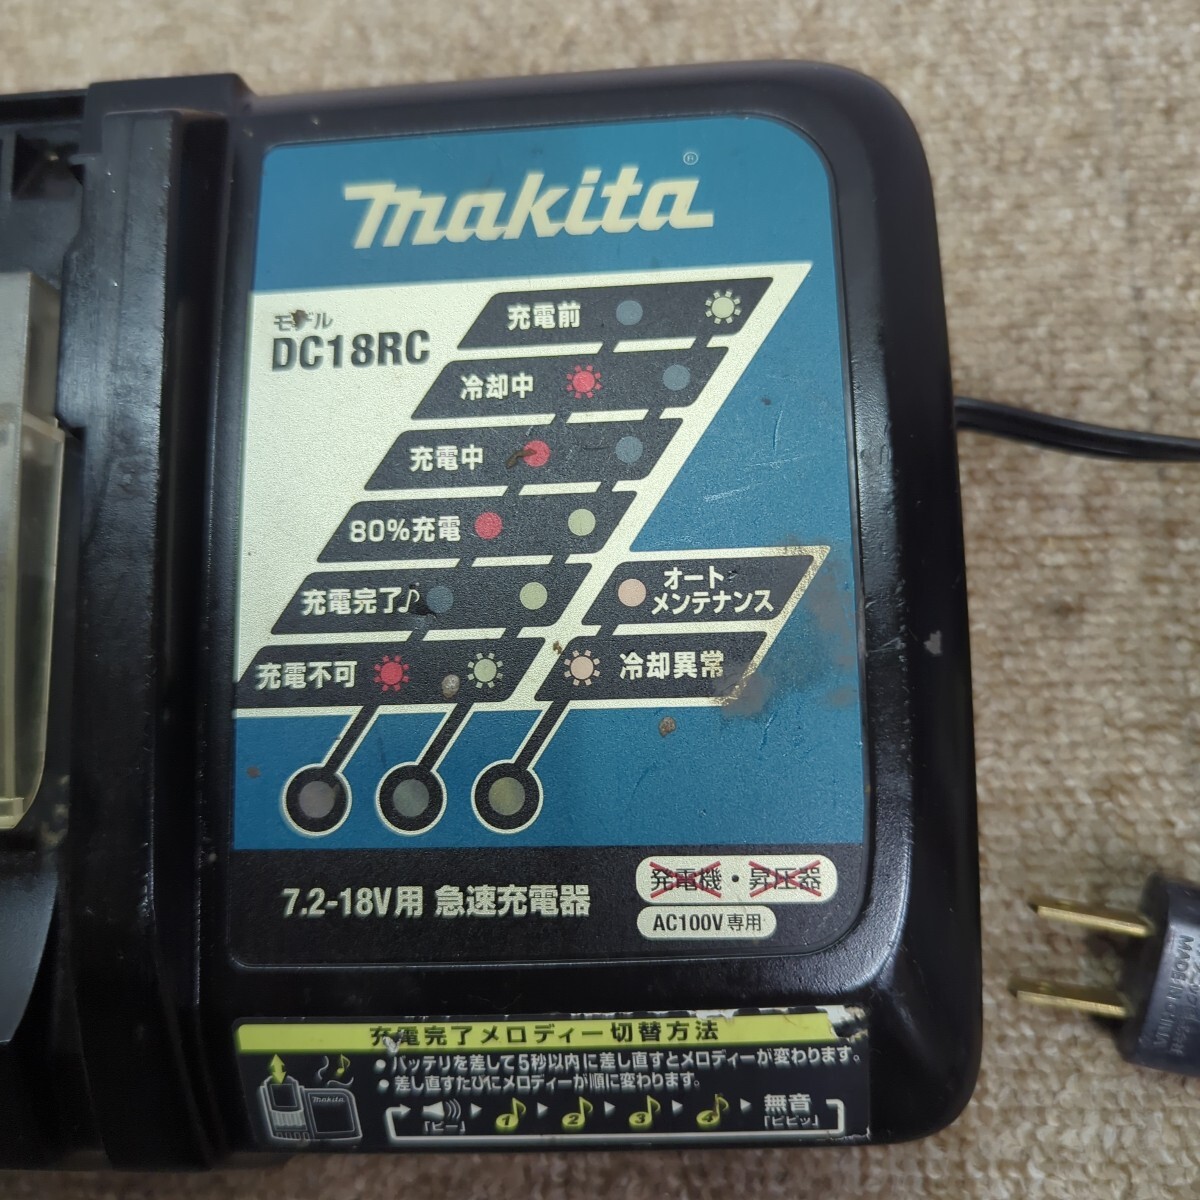 makita®
モデル
DC18RC
充電前
冷却中
充電中
80%充電
充電完了♪
オート
メンテナンス
充電不可
冷却異常
7.2-18V用 急速充電器
発電機・昇圧器
AC100V専用
充電完了メロディー切替方法
• バッテリを差して5秒以内に差し直すとメロディーが変わります。
• 差し直すたびにメロディーが順に変わります。
makita
「ピー」
1
2
3
4
無音
「ピピッ」